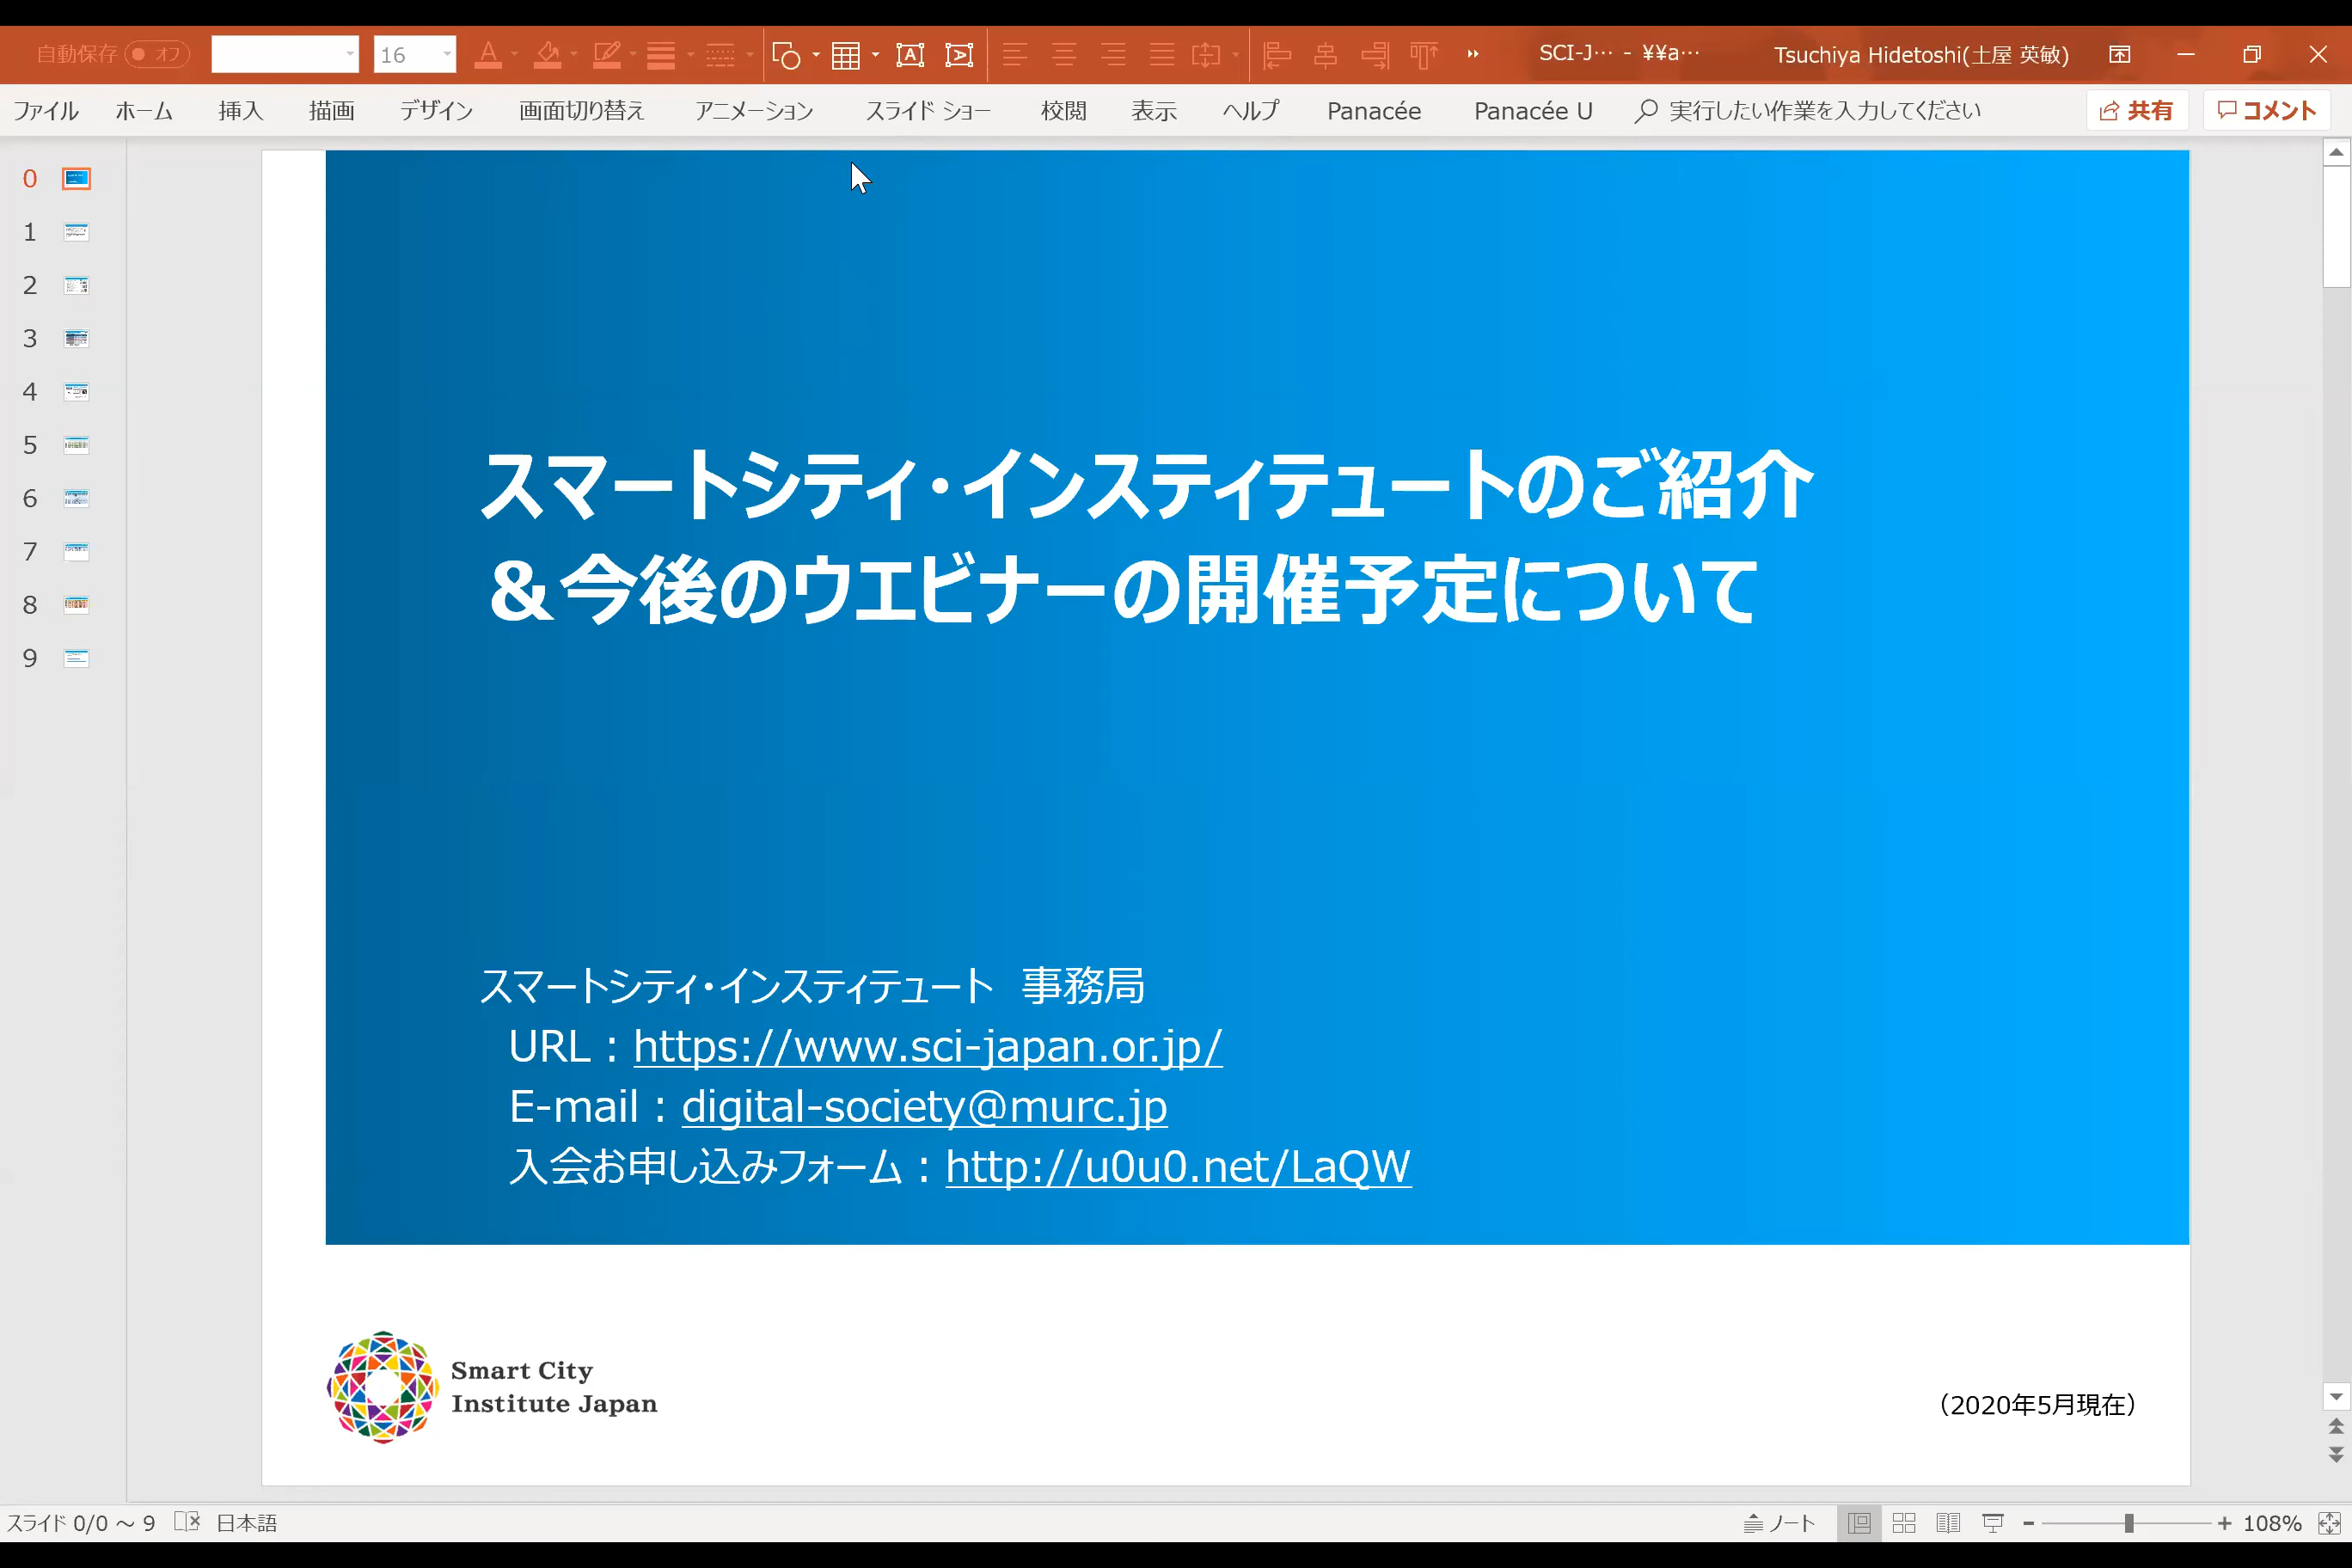 自動保存 オフ 16 SCI-J… - ¥¥a… Tsuchiya Hidetoshi(土屋 英敏)
ファイル ホーム 挿入 描画 デザイン 画面切り替え アニメーション スライド ショー 校閲 表示 ヘルプ Panacée Panacée U 実行したい作業を入力してください 共有 コメント
0
1
2
3
4
5
6
7
8
9
スマートシティ・インスティテュートのご紹介
＆今後のウエビナーの開催予定について
スマートシティ・インスティテュート 事務局
URL：https://www.sci-japan.or.jp/
E-mail：digital-society@murc.jp
入会お申し込みフォーム：http://u0u0.net/LaQW
Smart City
Institute Japan
（2020年5月現在）
スライド 0/0 ～ 9 日本語 ノート 108%